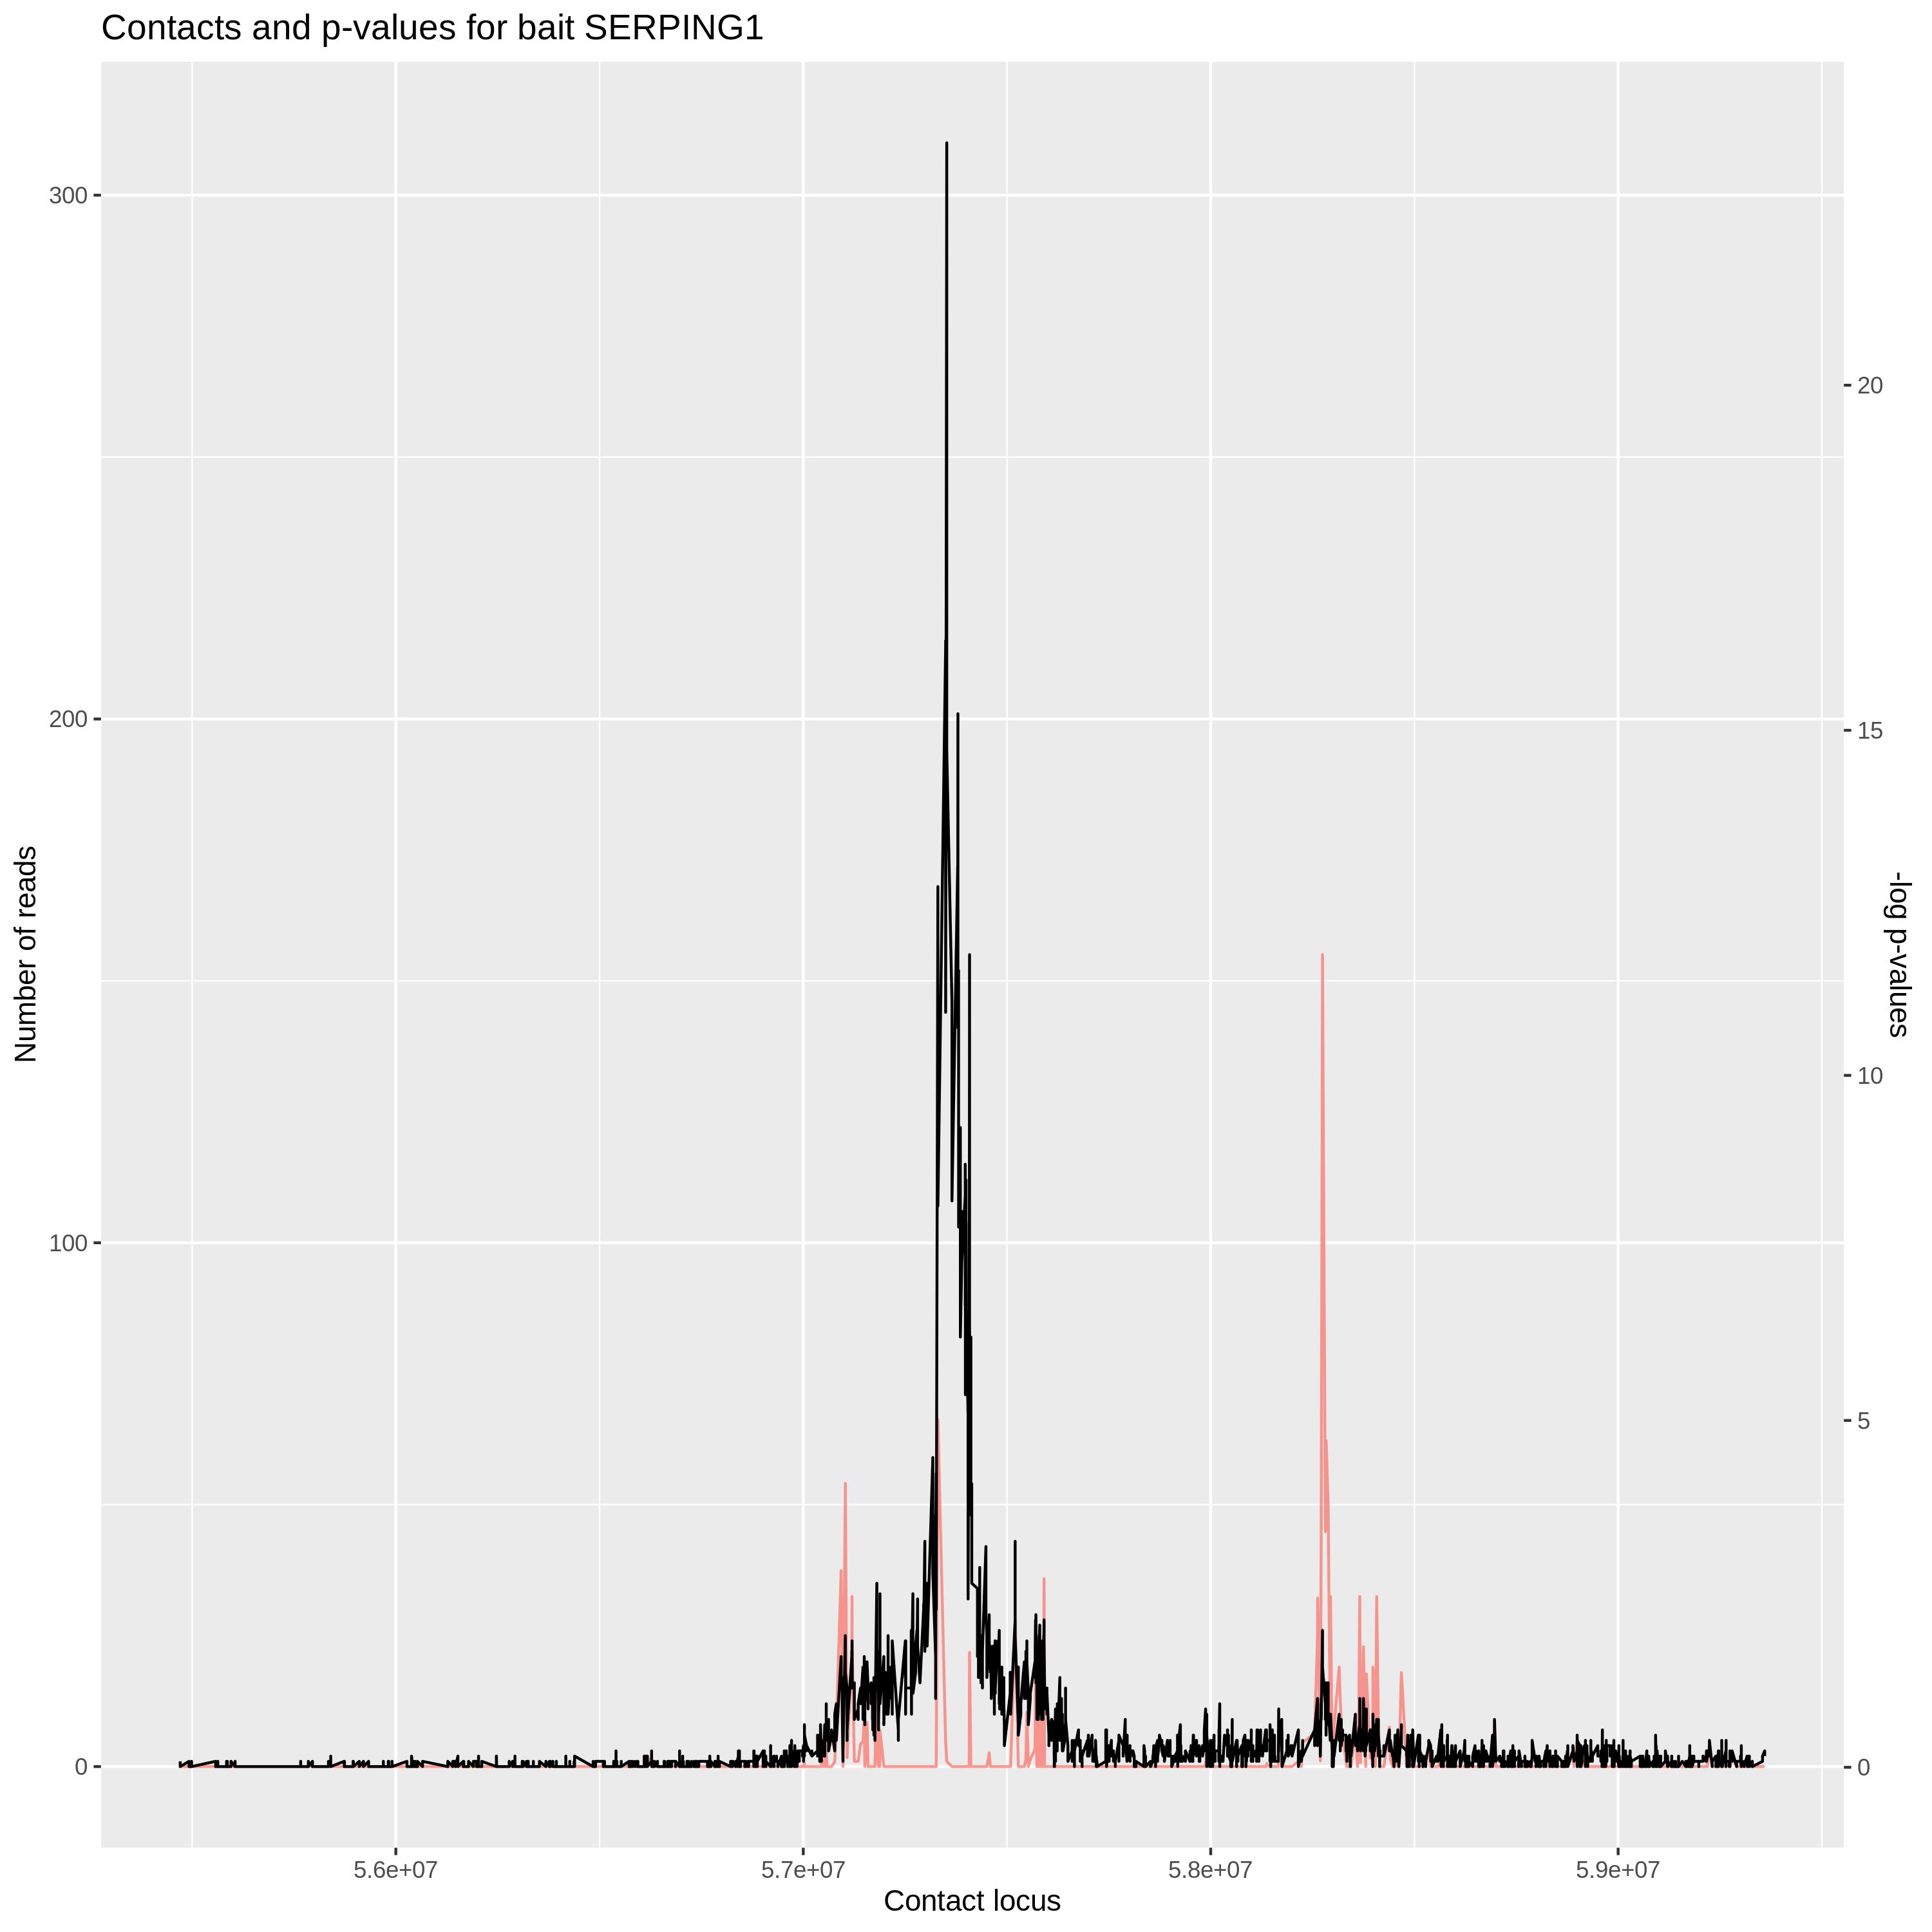 Contacts and p-values for bait SERPING1
300
200
100
0
Number of reads
20
15
10
5
0
-log p-values
5.6e+07 5.7e+07 5.8e+07 5.9e+07
Contact locus